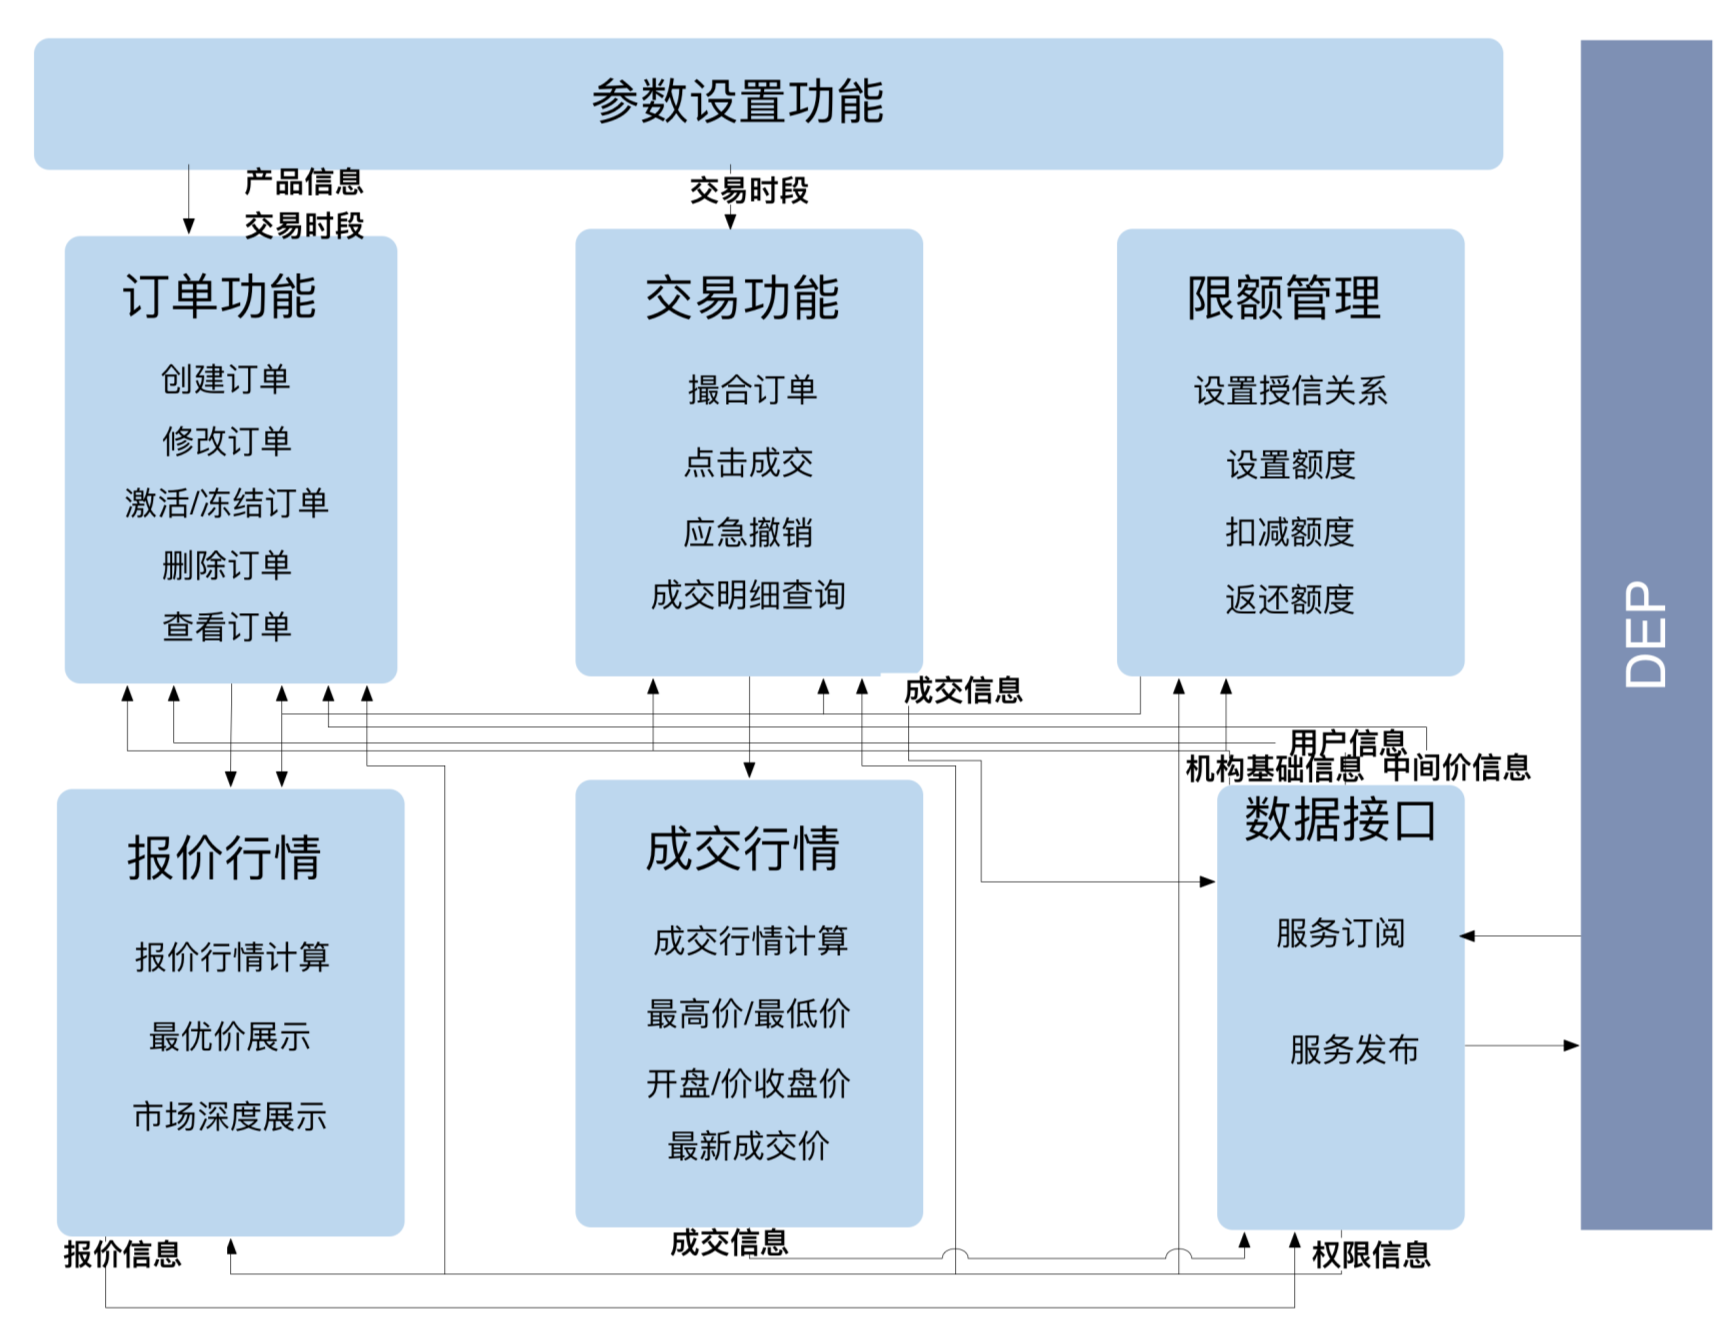 参数设置功能
产品信息
交易时段
交易时段
订单功能
创建订单
修改订单
激活/冻结订单
删除订单
查看订单
交易功能
撮合订单
点击成交
应急撤销
成交明细查询
限额管理
设置授信关系
设置额度
扣减额度
返还额度
DEP
成交信息
用户信息
机构基础信息
中间价信息
报价行情
报价行情计算
最优价展示
市场深度展示
成交行情
成交行情计算
最高价/最低价
开盘/价收盘价
最新成交价
数据接口
服务订阅
服务发布
报价信息
成交信息
权限信息